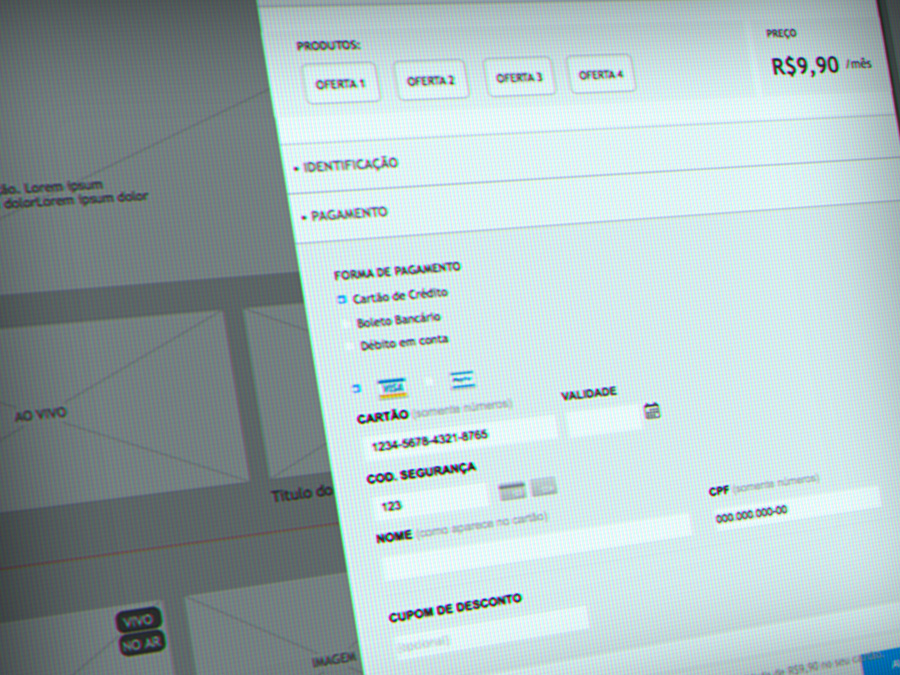 PRODUTOS:
OFERTA 1
OFERTA 2
OFERTA 3
OFERTA 4
PREÇO
R$9,90 /mês
• IDENTIFICAÇÃO
• PAGAMENTO
FORMA DE PAGAMENTO
Cartão de Crédito
Boleto Bancário
Débito em conta
VISA
CARTÃO (somente números)
1234-5678-4321-8765
VALIDADE
COD. SEGURANÇA
123
NOME (como aparece no cartão)
CPF (somente números)
000.000.000-00
CUPOM DE DESCONTO
(opcional)
de R$9,90 no seu
ão. Lorem ipsum
dolorLorem ipsum dolor
AO VIVO
Título do
VIVO
NO AR
IMAGEM